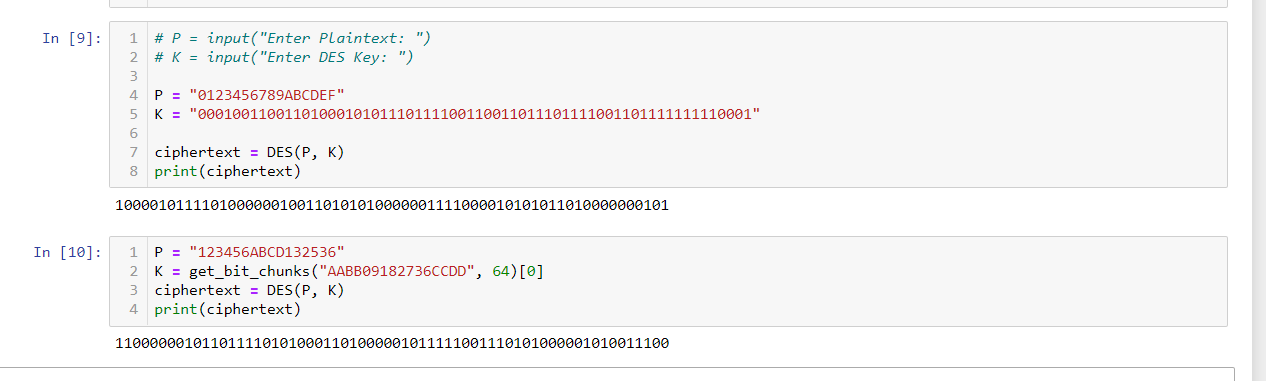 In [9]:
1 # P = input("Enter Plaintext: ")
2 # K = input("Enter DES Key: ")
3
4 P = "0123456789ABCDEF"
5 K = "0001001100110100010101110111100110011011101111001101111111110001"
6
7 ciphertext = DES(P, K)
8 print(ciphertext)
1000010111101000000100110101010000001111000010101011010000000101
In [10]:
1 P = "123456ABCD132536"
2 K = get_bit_chunks("AABB09182736CCDD", 64)[0]
3 ciphertext = DES(P, K)
4 print(ciphertext)
1100000010110111101010001101000001011111001110101000001010011100